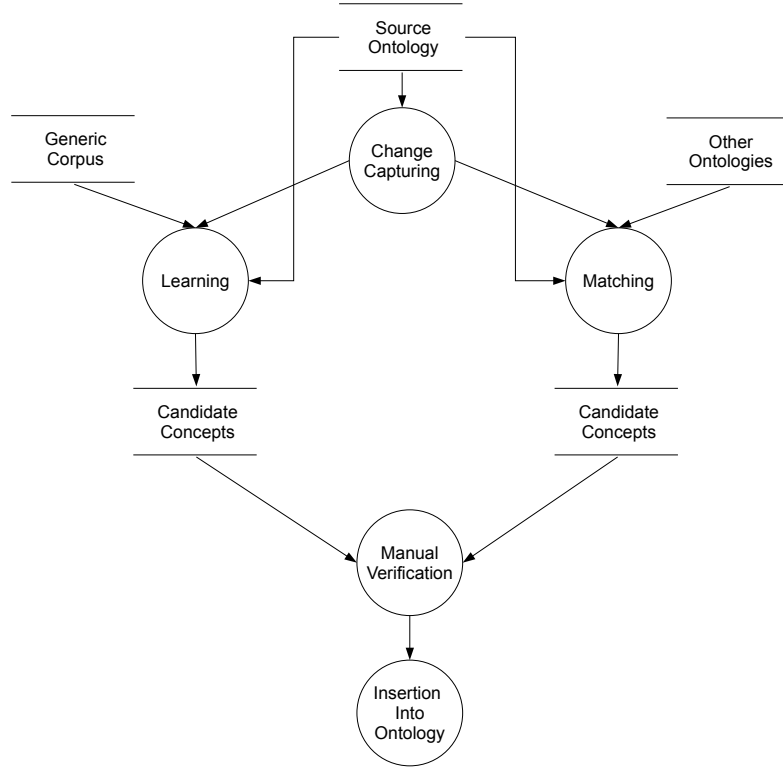 Source
Ontology
Generic
Corpus
Change
Capturing
Other
Ontologies
Learning
Matching
Candidate
Concepts
Candidate
Concepts
Manual
Verification
Insertion
Into
Ontology